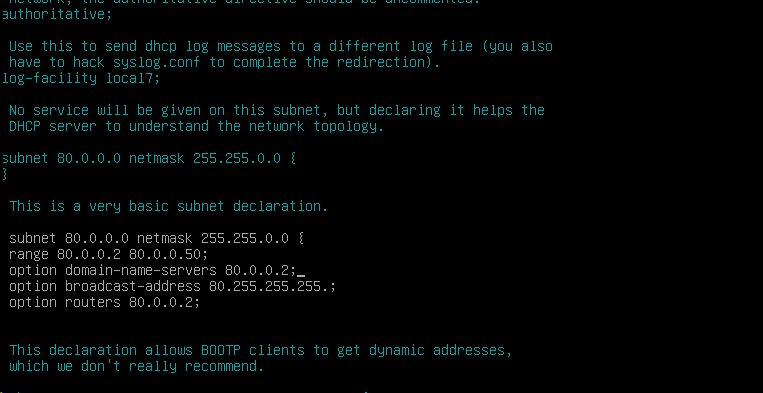 network, the authoritative directive should be uncommented.
authoritative;
Use this to send dhcp log messages to a different log file (you also
have to hack syslog.conf to complete the redirection).
log-facility local7;
No service will be given on this subnet, but declaring it helps the
DHCP server to understand the network topology.
subnet 80.0.0.0 netmask 255.255.0.0 {
}
This is a very basic subnet declaration.
subnet 80.0.0.0 netmask 255.255.0.0 {
range 80.0.0.2 80.0.0.50;
option domain-name-servers 80.0.0.2;_
option broadcast-address 80.255.255.255.;
option routers 80.0.0.2;
This declaration allows BOOTP clients to get dynamic addresses,
which we don't really recommend.